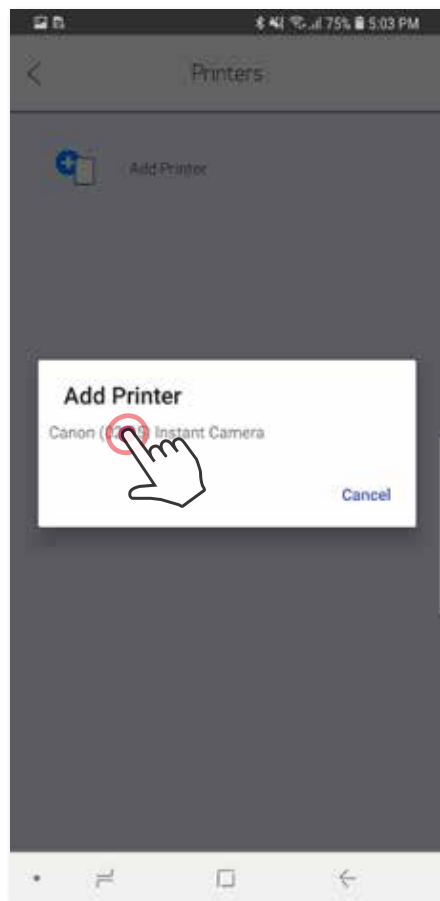 75% 5:03 PM
Printers
Add Printer
Add Printer
Canon ( Instant Camera
Cancel